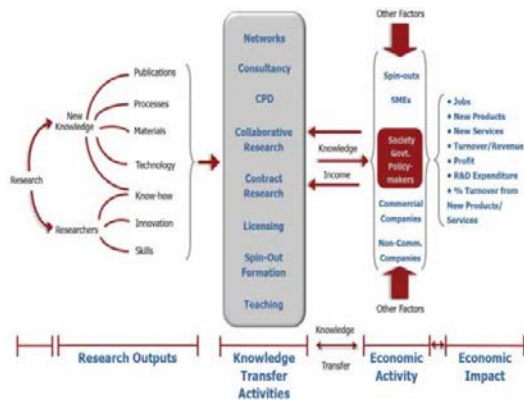 Other Factors
Networks
Consultancy
CPD
Collaborative
Research
Contract
Research
Licensing
Spin-Out
Formation
Teaching
Publications
Processes
Materials
Technology
Know-how
Innovation
Skills
New
Knowledge
Research
Researchers
Knowledge
Income
Spin-outs
SMEs
Society
Govt.
Policy-
makers
Commercial
Companies
Non-Comm.
Companies
♦ Jobs
♦ New Products
♦ New Services
♦ Turnover/Revenue
♦ Profit
♦ R&D Expenditure
♦ % Turnover from
New Products/
Services
Other Factors
Research Outputs
Knowledge
Transfer
Activities
Knowledge
Transfer
Economic
Activity
Economic
Impact